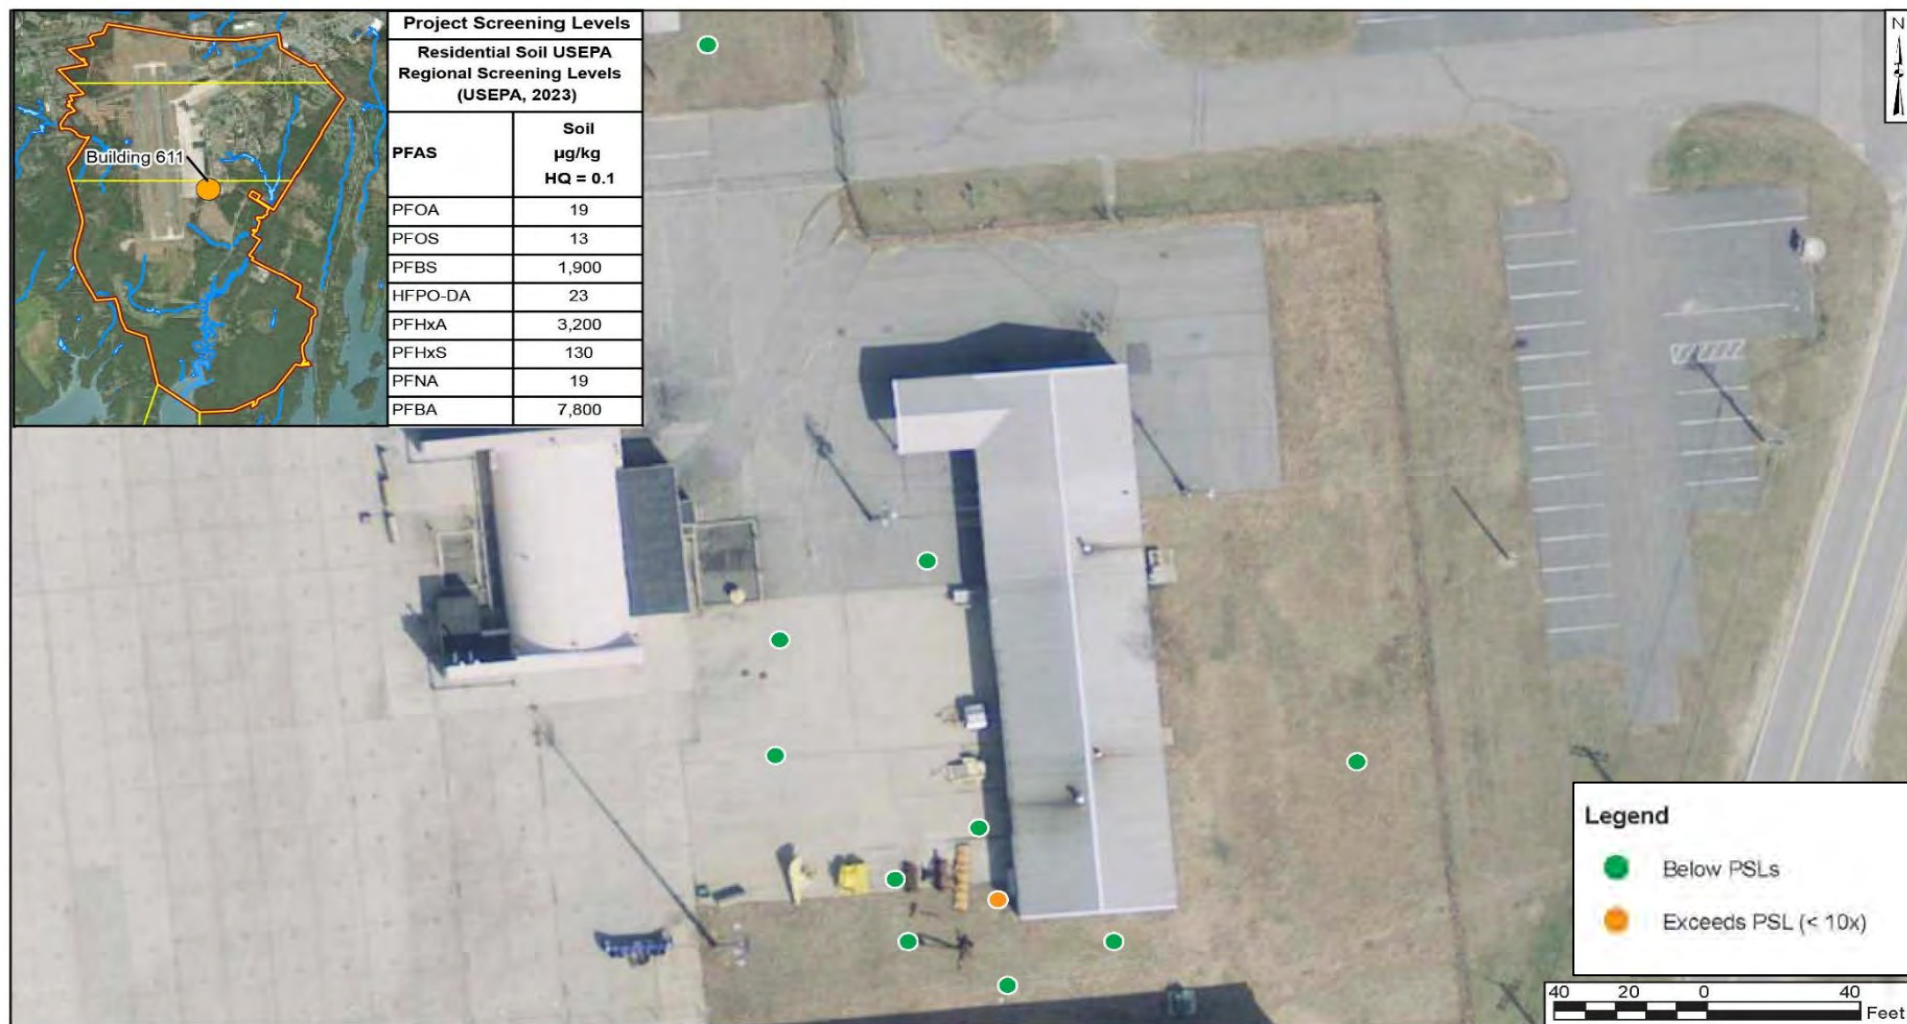 Project Screening Levels
Residential Soil USEPA
Regional Screening Levels
(USEPA, 2023)
PFAS
Soil
µg/kg
HQ = 0.1
PFOA 19
PFOS 13
PFBS 1,900
HFPO-DA 23
PFHxA 3,200
PFHxS 130
PFNA 19
PFBA 7,800
Building 611
N
Legend
Below PSLs
Exceeds PSL (< 10x)
40 20 0 40
Feet